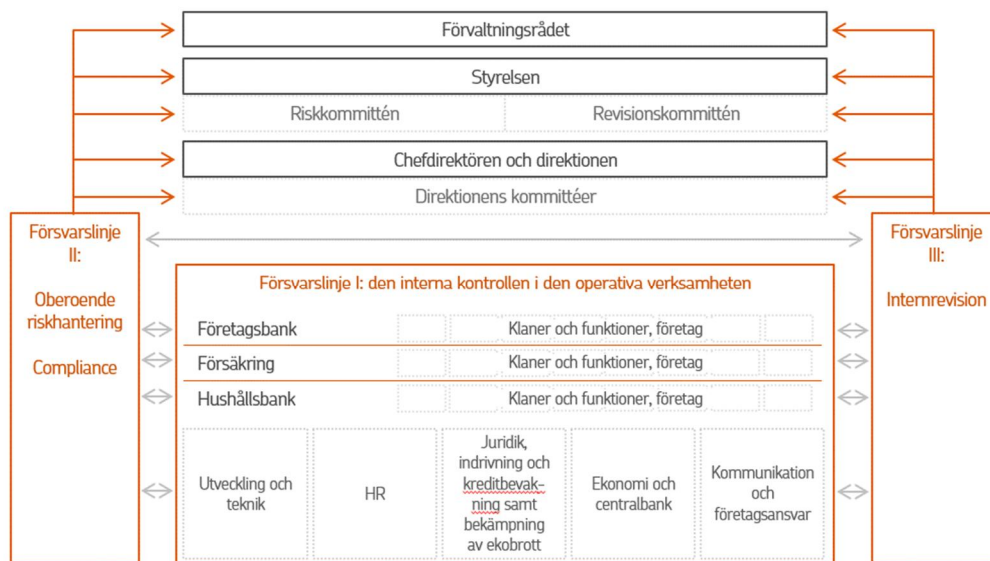 Förvaltningsrådet
Styrelsen
Riskkommittén
Revisionskommittén
Chefdirektören och direktionen
Direktionens kommittéer
Försvarslinje
II:
Oberoende
riskhantering
Compliance
Försvarslinje I: den interna kontrollen i den operativa verksamheten
Företagsbank
Klaner och funktioner, företag
Försäkring
Klaner och funktioner, företag
Hushållsbank
Klaner och funktioner, företag
Utveckling och
teknik
HR
Juridik,
indrivning och
kreditbevak-
ning samt
bekämpning
av ekobrott
Ekonomi och
centralbank
Kommunikation
och
företagsansvar
Försvarslinje
III:
Internrevision